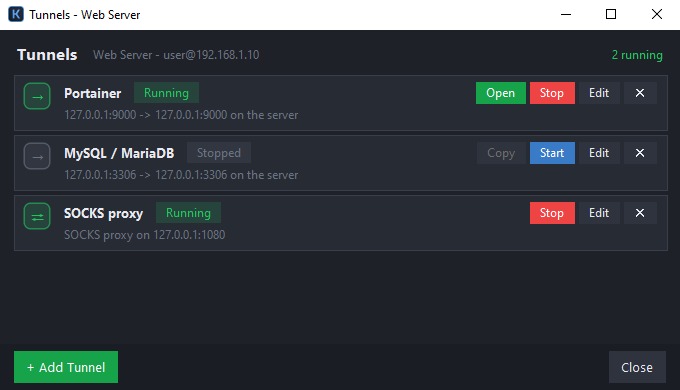 K Tunnels - Web Server
Tunnels Web Server - user@192.168.1.10 2 running
→ Portainer Running Open Stop Edit ✕
127.0.0.1:9000 -> 127.0.0.1:9000 on the server
→ MySQL / MariaDB Stopped Copy Start Edit ✕
127.0.0.1:3306 -> 127.0.0.1:3306 on the server
SOCKS proxy Running Stop Edit ✕
SOCKS proxy on 127.0.0.1:1080
+ Add Tunnel Close